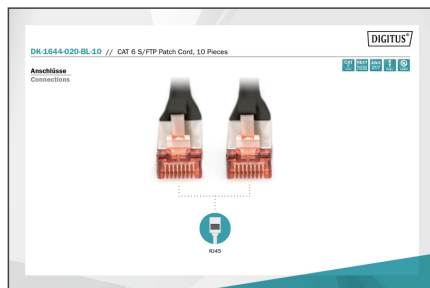 DIGITUS®
DK-1644-020-BL-10 // CAT 6 S/FTP Patch Cord, 10 Pieces
Anschlüsse
Connections
RJ45